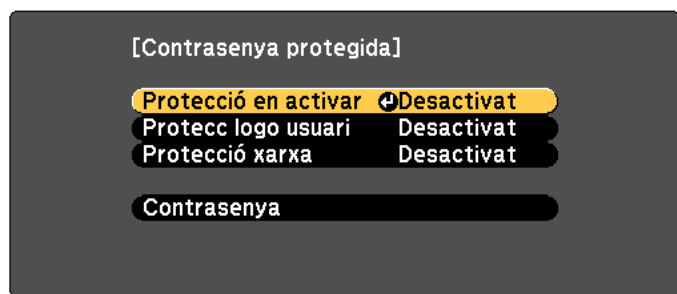 [Contrasenya protegida]
Protecció en activar Desactivat
Protecc logo usuari Desactivat
Protecció xarxa Desactivat
Contrasenya